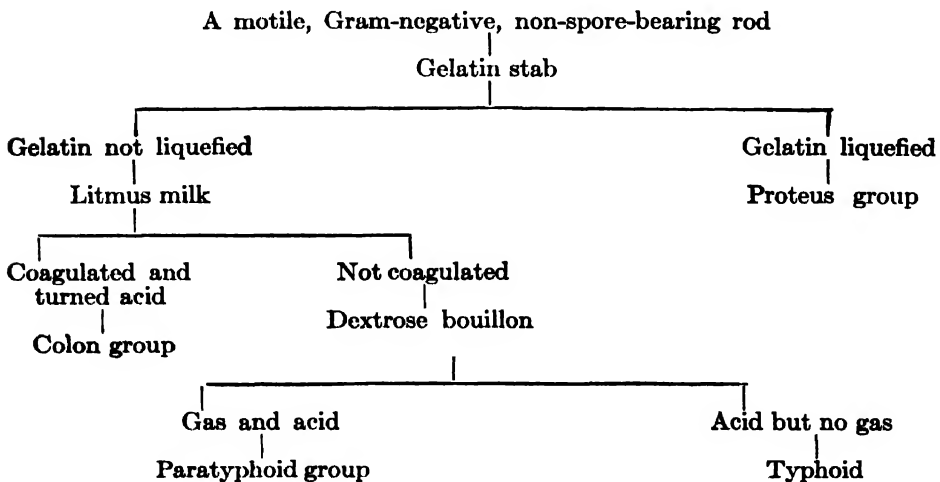 A motile, Gram-negative, non-spore-bearing rod
Gelatin stab
Gelatin not liquefied
Gelatin liquefied
Litmus milk
Proteus group
Coagulated and
turned acid
Not coagulated
Colon group
Dextrose bouillon
Gas and acid
Acid but no gas
Paratyphoid group
Typhoid